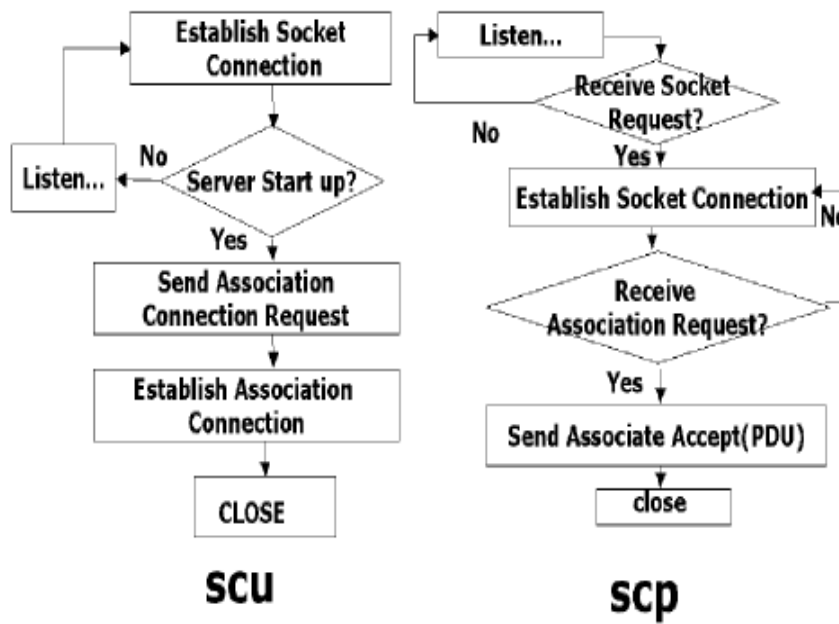 Establish Socket
Connection
No
Listen...
Server Start up?
Yes
Send Association
Connection Request
Establish Association
Connection
CLOSE
scu
Listen...
Receive Socket
Request?
No
Yes
Establish Socket Connection
No
Receive
Association Request?
Yes
Send Associate Accept(PDU)
close
scp